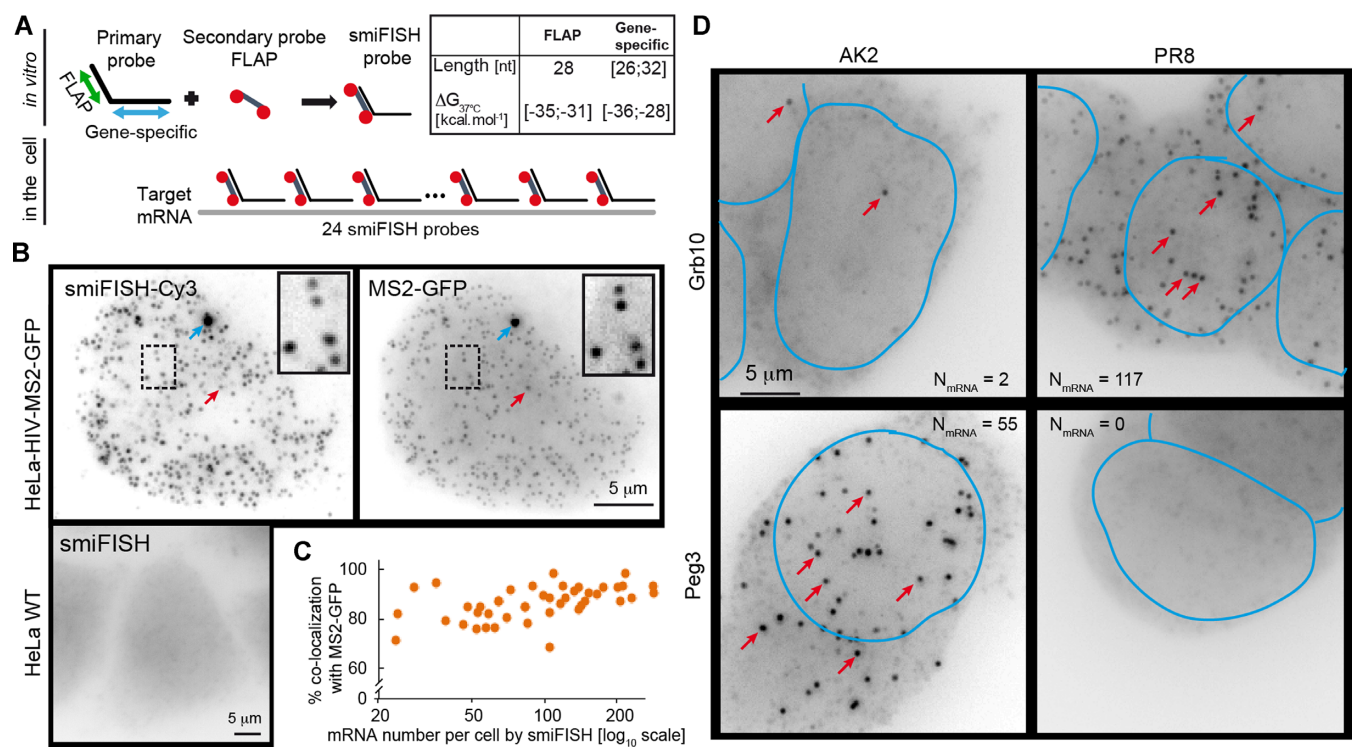 A
in vitro
Primary probe
FLAP
Gene-specific
Secondary probe FLAP
smiFISH probe
FLAP Gene-specific
Length [nt] 28 [26;32]
ΔG37°C [kcal.mol-1] [-35;-31] [-36;-28]
in the cell
Target mRNA
...
24 smiFISH probes
B
HeLa-HIV-MS2-GFP
smiFISH-Cy3
MS2-GFP
5 µm
HeLa WT
smiFISH
5 µm
C
% co-localization with MS2-GFP
100
80
60
0
20 50 100 200
mRNA number per cell by smiFISH [log10 scale]
D
AK2 PR8
Grb10
5 µm
NmRNA = 2
NmRNA = 117
Peg3
NmRNA = 55
NmRNA = 0